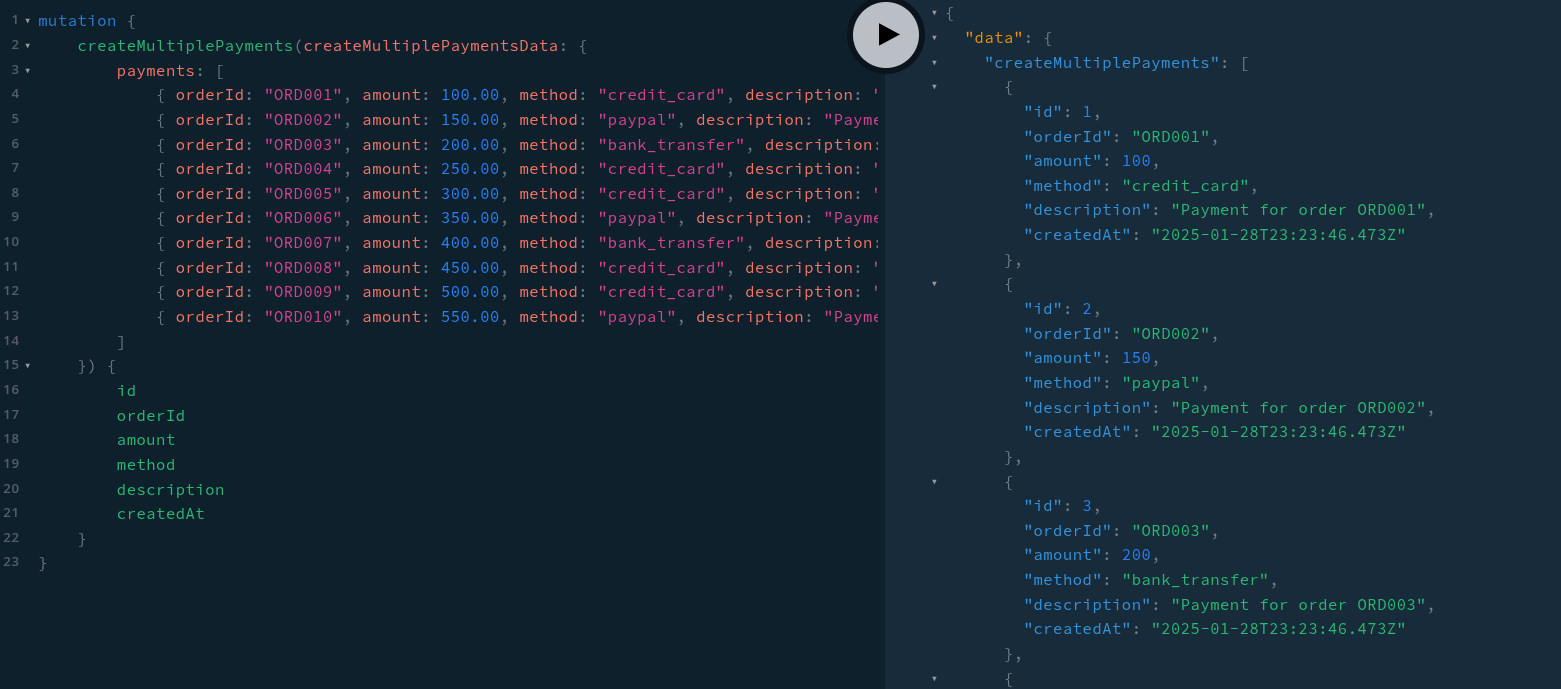 1 mutation {
2 createMultiplePayments(createMultiplePaymentsData: {
3 payments: [
4 { orderId: "ORD001", amount: 100.00, method: "credit_card", description: "
5 { orderId: "ORD002", amount: 150.00, method: "paypal", description: "Payme
6 { orderId: "ORD003", amount: 200.00, method: "bank_transfer", description:
7 { orderId: "ORD004", amount: 250.00, method: "credit_card", description: "
8 { orderId: "ORD005", amount: 300.00, method: "credit_card", description: "
9 { orderId: "ORD006", amount: 350.00, method: "paypal", description: "Payme
10 { orderId: "ORD007", amount: 400.00, method: "bank_transfer", description:
11 { orderId: "ORD008", amount: 450.00, method: "credit_card", description: "
12 { orderId: "ORD009", amount: 500.00, method: "credit_card", description: "
13 { orderId: "ORD010", amount: 550.00, method: "paypal", description: "Payme
14 ]
15 }) {
16 id
17 orderId
18 amount
19 method
20 description
21 createdAt
22 }
23 }
{
"data": {
"createMultiplePayments": [
{
"id": 1,
"orderId": "ORD001",
"amount": 100,
"method": "credit_card",
"description": "Payment for order ORD001",
"createdAt": "2025-01-28T23:23:46.473Z"
},
{
"id": 2,
"orderId": "ORD002",
"amount": 150,
"method": "paypal",
"description": "Payment for order ORD002",
"createdAt": "2025-01-28T23:23:46.473Z"
},
{
"id": 3,
"orderId": "ORD003",
"amount": 200,
"method": "bank_transfer",
"description": "Payment for order ORD003",
"createdAt": "2025-01-28T23:23:46.473Z"
},
{